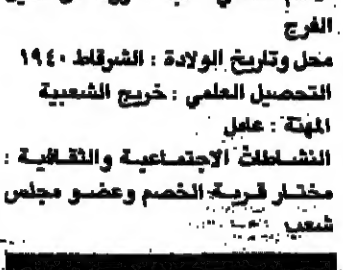 الفرج
محل وتاريخ الولادة : الشرقاط ١٩٤٠
التحصيل العلمي : خريج الشعبية
المهنة : عامل
النشاطات الاجتماعية والثقافية :
مختار قرية الخصم وعضو مجلس
شعب